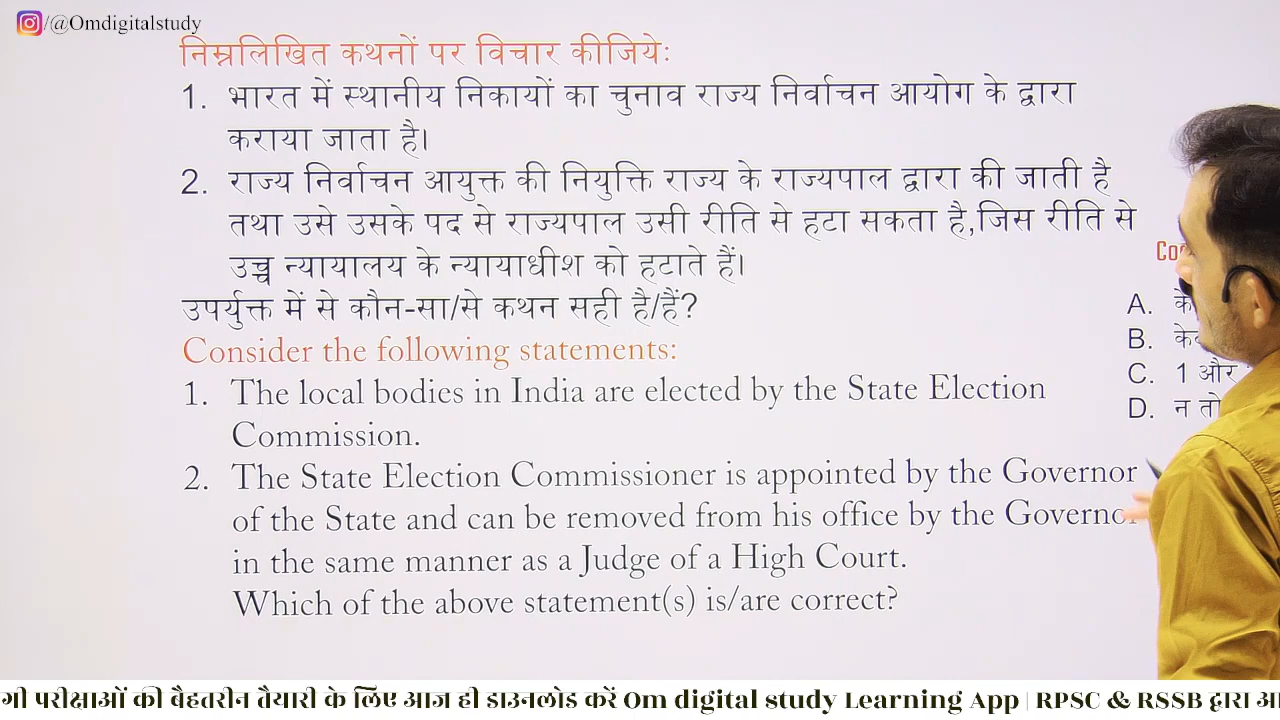 /@Omdigitalstudy
निम्नलिखित कथनों पर विचार कीजिये:
1. भारत में स्थानीय निकायों का चुनाव राज्य निर्वाचन आयोग के द्वारा
कराया जाता है।
2. राज्य निर्वाचन आयुक्त की नियुक्ति राज्य के राज्यपाल द्वारा की जाती है
तथा उसे उसके पद से राज्यपाल उसी रीति से हटा सकता है,जिस रीति से
उच्च न्यायालय के न्यायाधीश को हटाते हैं।
उपर्युक्त में से कौन-सा/से कथन सही है/हैं?
Consider the following statements:
1. The local bodies in India are elected by the State Election
Commission.
2. The State Election Commissioner is appointed by the Governor
of the State and can be removed from his office by the Governor
in the same manner as a Judge of a High Court.
Which of the above statement(s) is/are correct?
A.
B.
C. 1 और
D. न तो
गी परीक्षाओं की बैहतरीन तैयारी के लिए आज ही डाउनलोड करें Om digital study Learning App | RPSC & RSSB द्वारा आ